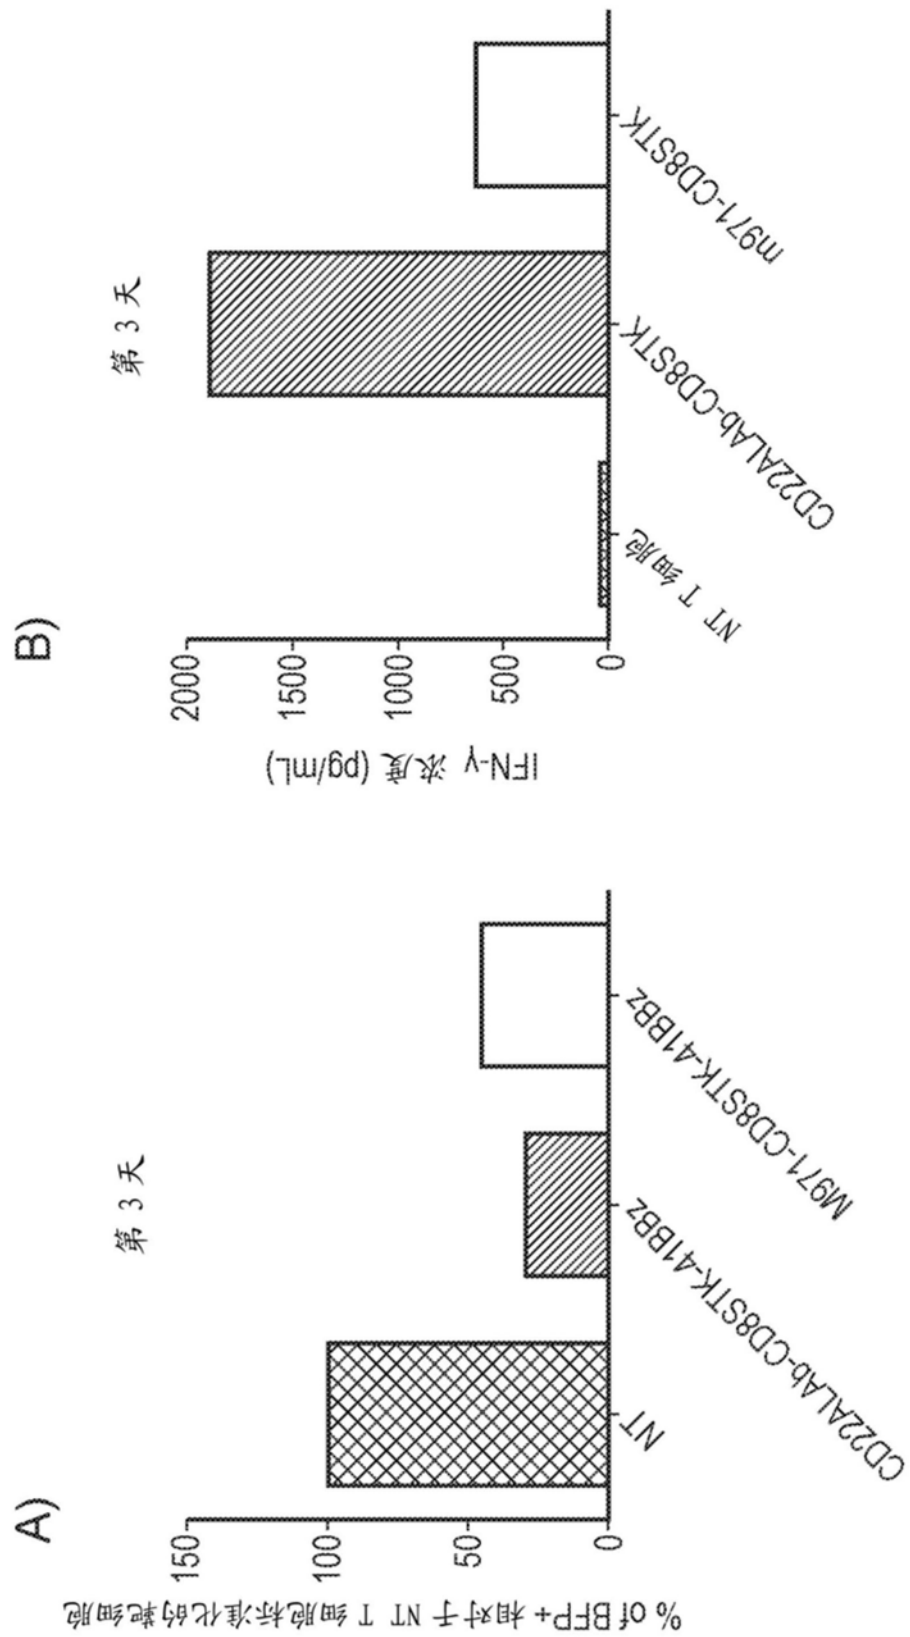 A)
第 3 天
% of BFP+ 相对于 NT T 细胞标准化的靶细胞
150
100
50
0
NT
CD22ALAb-CD8STK-41BBz
M971-CD8STK-41BBz
B)
第 3 天
IFN-γ 浓度 (pg/mL)
2000
1500
1000
500
0
NT T 细胞
CD22ALAb-CD8STK
m971-CD8STK